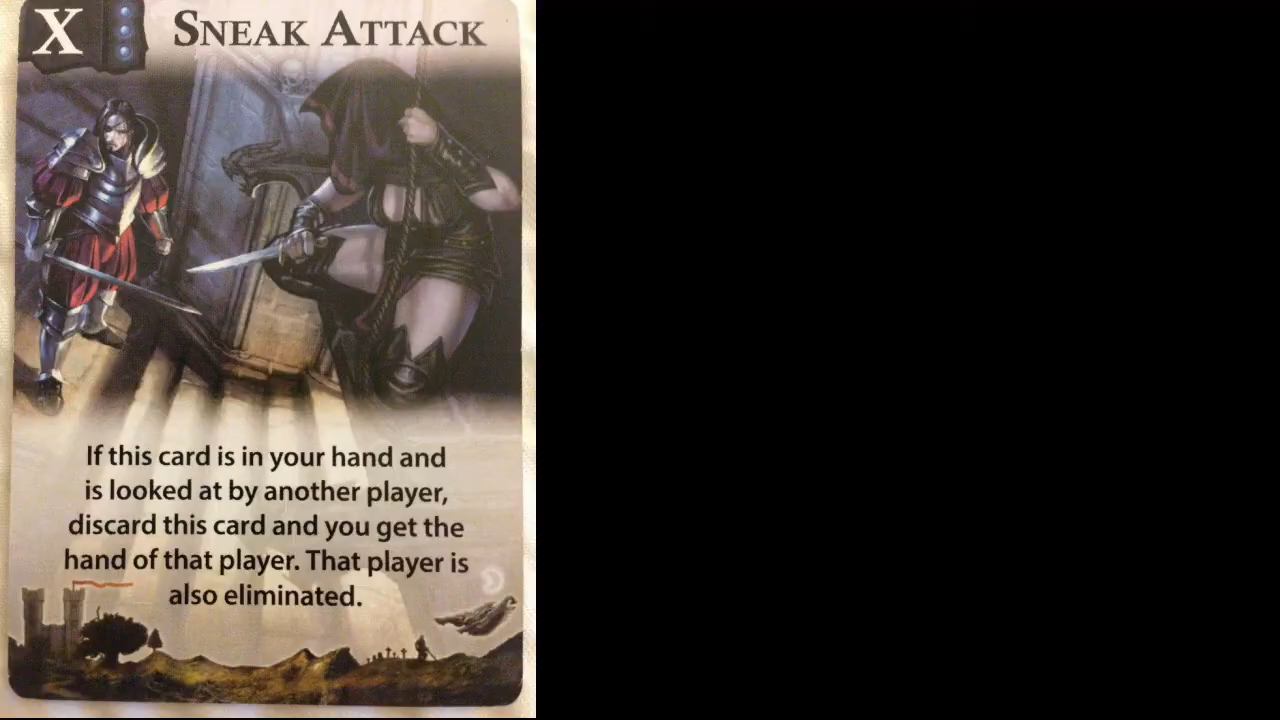 X
SNEAK ATTACK
If this card is in your hand and
is looked at by another player,
discard this card and you get the
hand of that player. That player is
also eliminated.